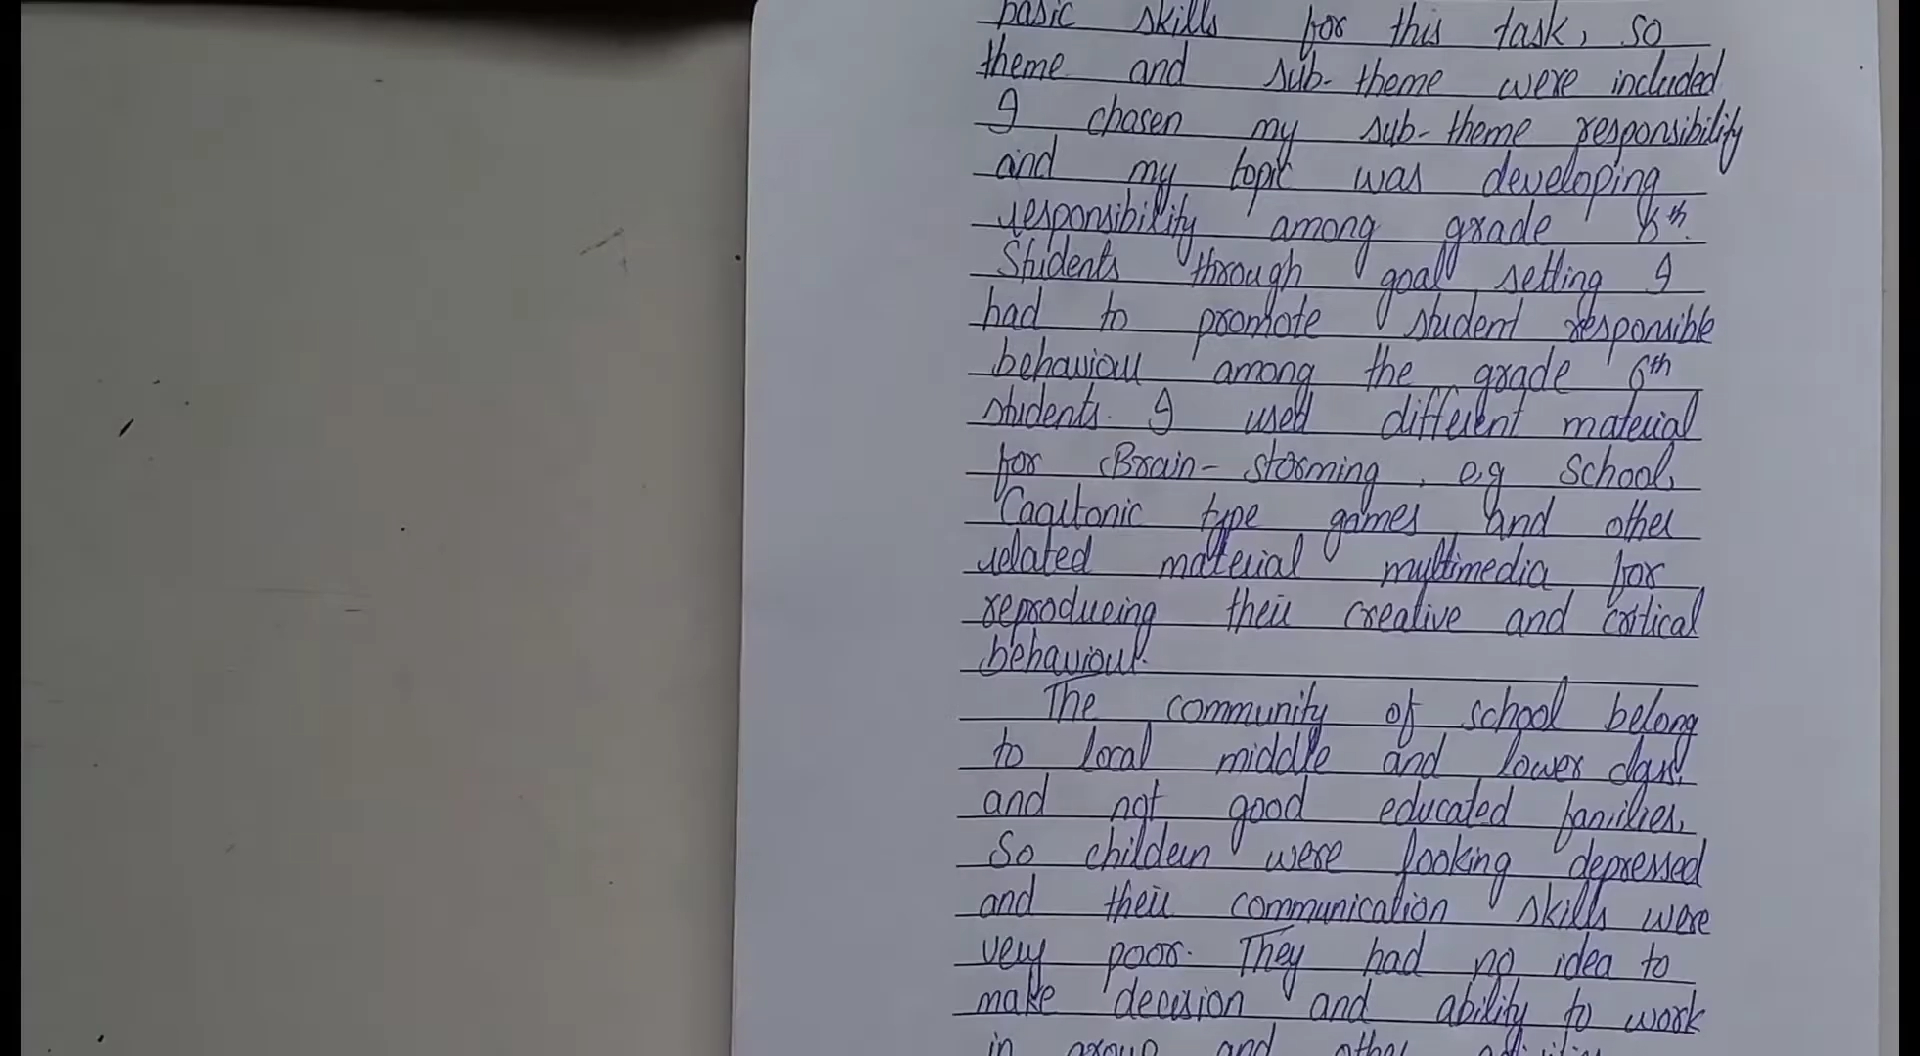 basic skills for this task, so
theme and sub-theme were included
I chosen my sub-theme responsibility
and my topic was developing
responsibility among grade 6th.
Students through goal setting I
had to promote student responsible
behaviour among the grade 6th
students. I used different material
for Brain-storming, e.g School,
type games and other
related material multimedia for
reproducing their creative and critical
behaviour.
The community of school belong
to local middle and lower class
and not good educated families,
So children were looking depressed
and their communication skills were
very poor. They had no idea to
make decision and ability to work
in group and other